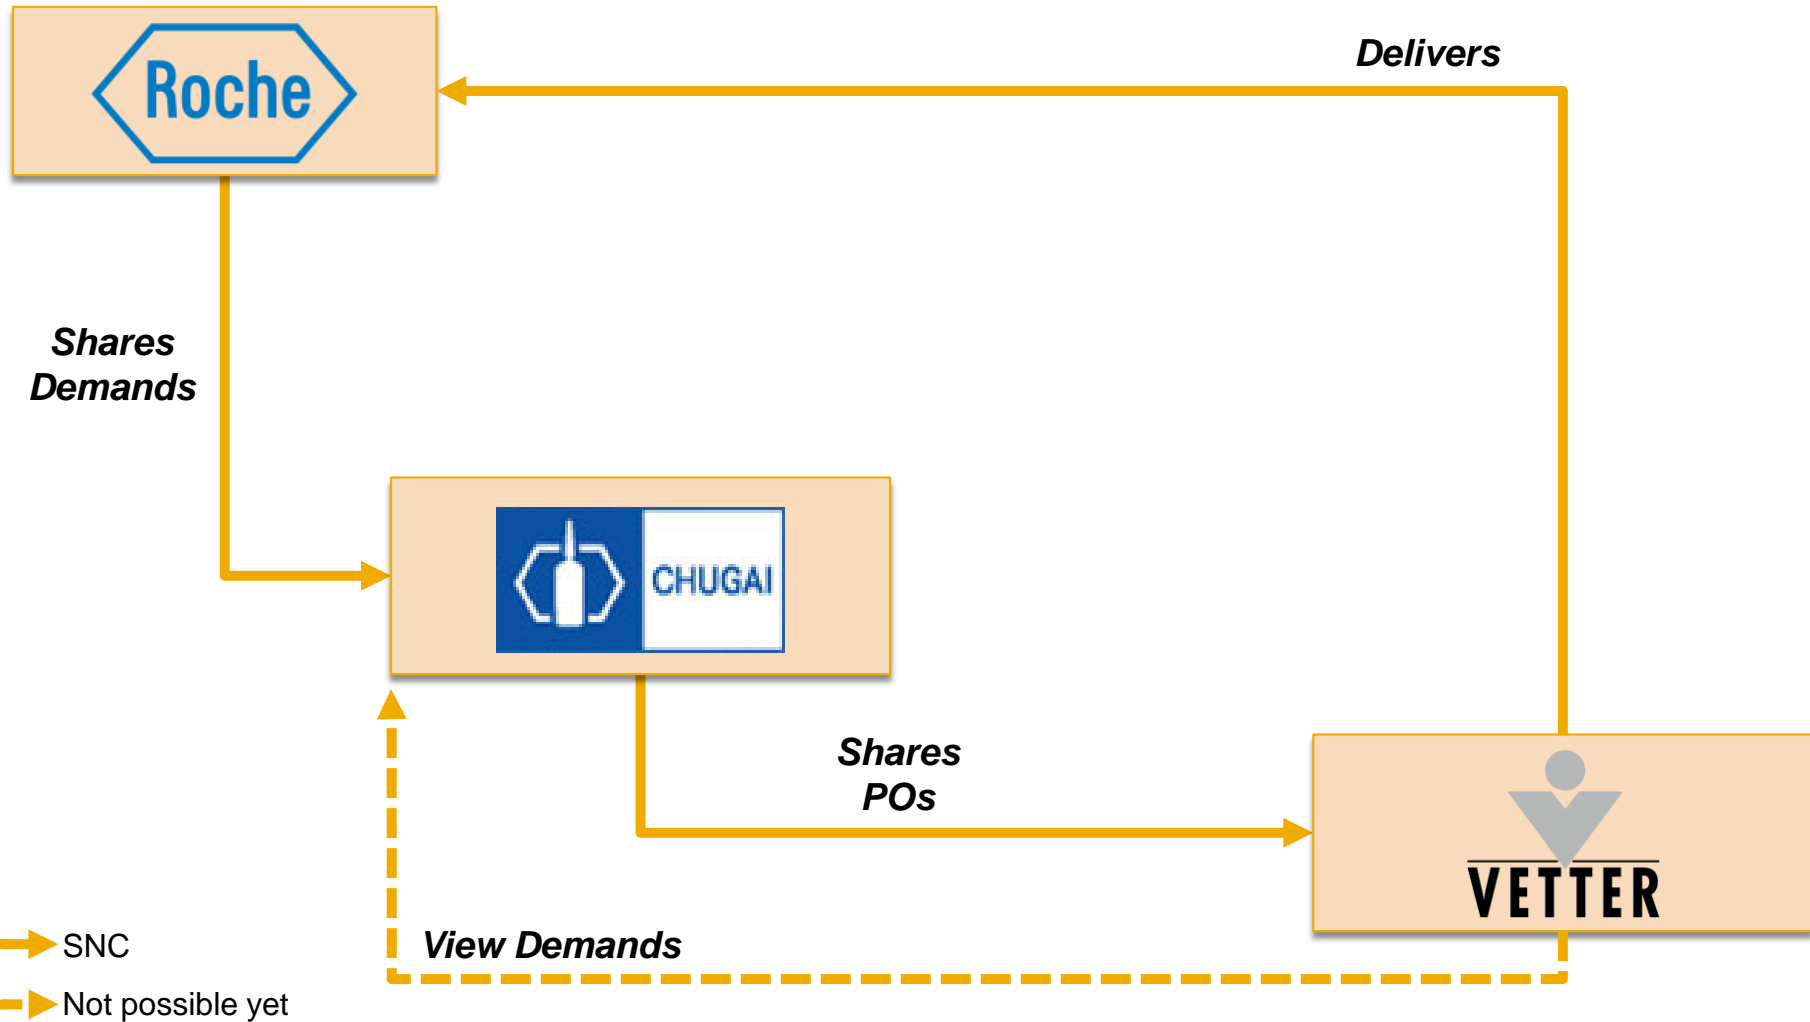 Roche
Delivers
Shares
Demands
CHUGAI
Shares
POs
VETTER
View Demands
SNC
Not possible yet